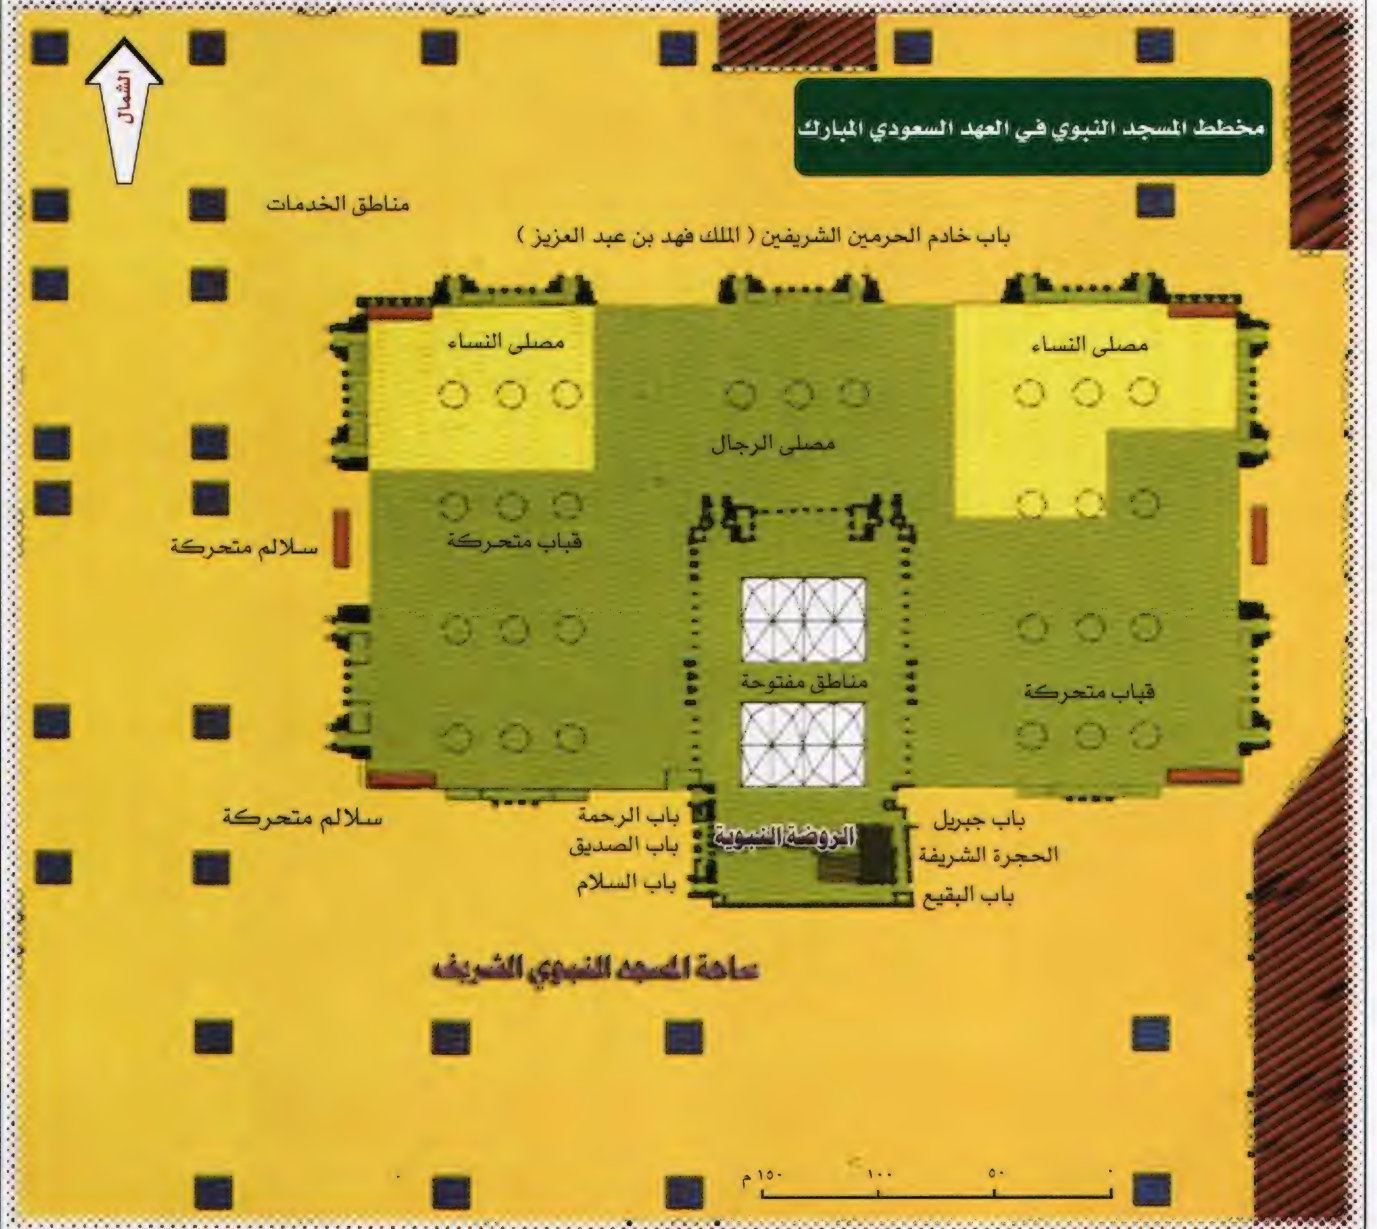 مخطط المسجد النبوي في العهد السعودي المبارك
الشمال
مناطق الخدمات
باب خادم الحرمين الشريفين ( الملك فهد بن عبد العزيز )
مصلى النساء
مصلى النساء
مصلى الرجال
سلالم متحركة
قباب متحركة
مناطق مفتوحة
قباب متحركة
سلالم متحركة
باب جبريل
الحجرة الشريفة
باب البقيع
الروضة النبوية
باب الرحمة
باب الصديق
باب السلام
ساحة المسجد النبوي الشريف
٠ ٥٠ ١٠٠ ١٥٠ م